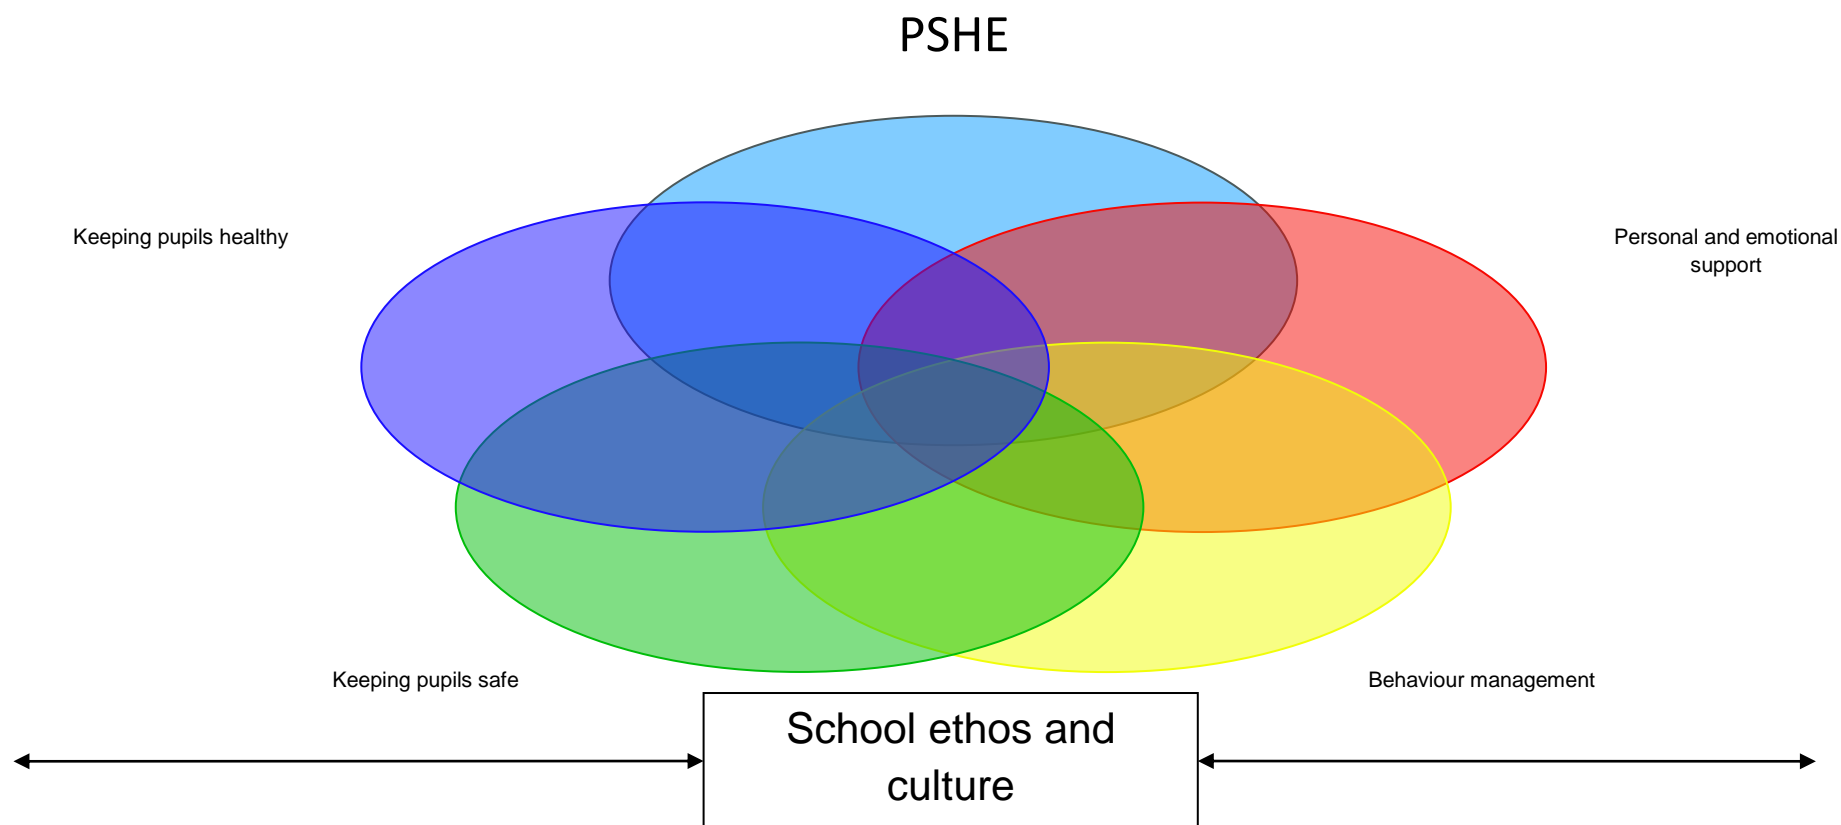 PSHE
Keeping pupils healthy
Personal and emotional
support
Keeping pupils safe
Behaviour management
School ethos and
culture